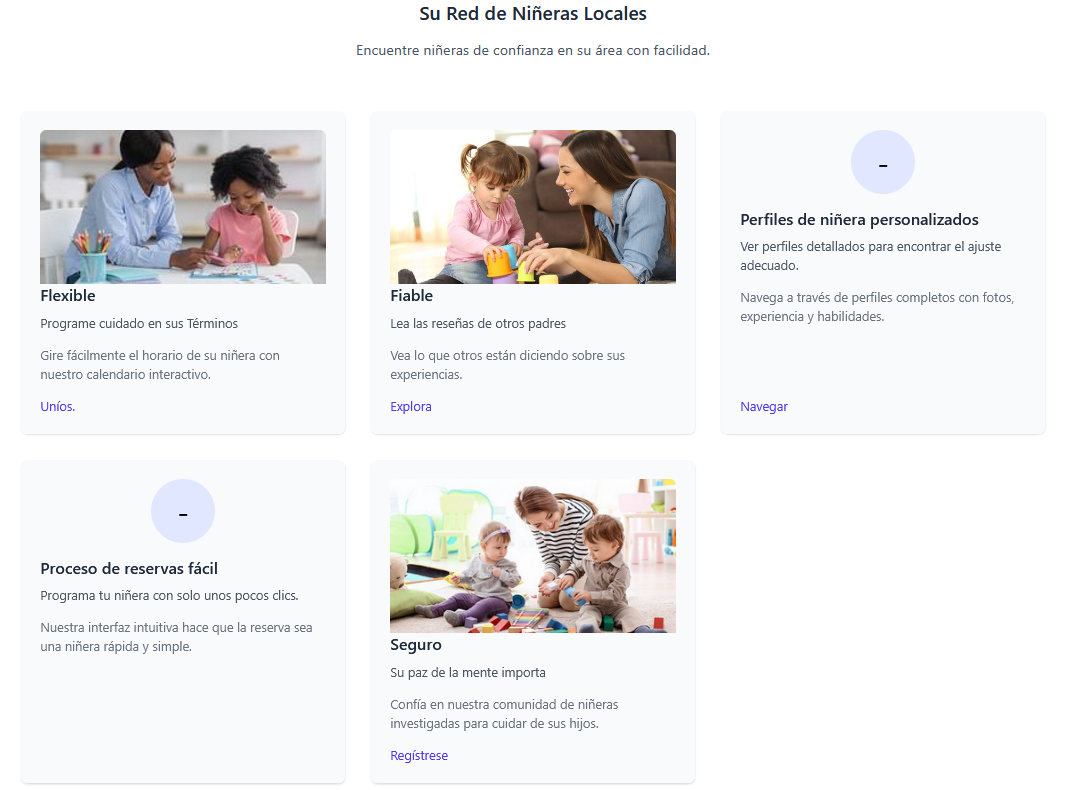 Su Red de Niñeras Locales
Encuentre niñeras de confianza en su área con facilidad.
Flexible
Programe cuidado en sus Términos
Gire fácilmente el horario de su niñera con
nuestro calendario interactivo.
Uníos.
Fiable
Lea las reseñas de otros padres
Vea lo que otros están diciendo sobre sus
experiencias.
Explora
-
Perfiles de niñera personalizados
Ver perfiles detallados para encontrar el ajuste
adecuado.
Navega a través de perfiles completos con fotos,
experiencia y habilidades.
Navegar
-
Proceso de reservas fácil
Programa tu niñera con solo unos pocos clics.
Nuestra interfaz intuitiva hace que la reserva sea
una niñera rápida y simple.
Seguro
Su paz de la mente importa
Confía en nuestra comunidad de niñeras
investigadas para cuidar de sus hijos.
Regístrese